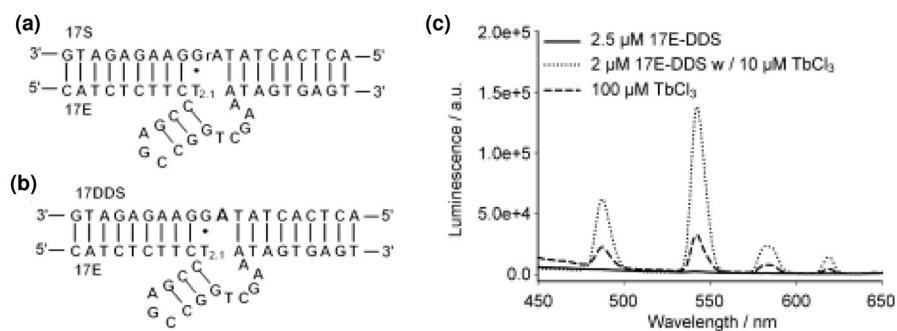 (a)
17S
3'— GTAGAGAAGGrATATCACTCA —5'
5'— CATCTCTTCT2.1 ATAGTGAGT —3'
17E
C A
C A
G G G
A G T C
G C C
(b)
17DDS
3'— GTAGAGAAGGATATCACTCA —5'
5'— CATCTCTTCT2.1 ATAGTGAGT —3'
17E
C A
C A
G G G
A G T C
G C C
(c)
2.0e+5
1.5e+5
1.0e+5
5.0e+4
0.0
Luminescence / a.u.
2.5 µM 17E-DDS
2 µM 17E-DDS w / 10 µM TbCl3
100 µM TbCl3
450 500 550 600 650
Wavelength / nm